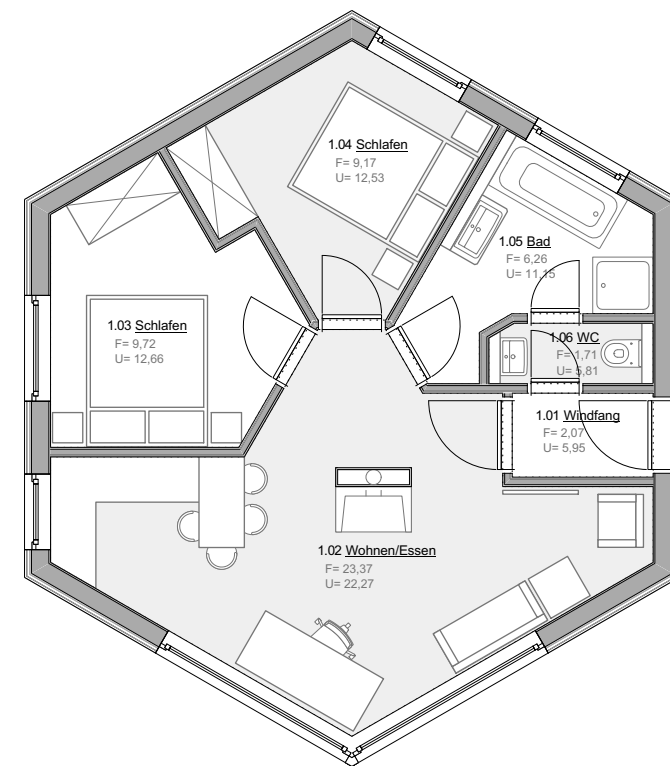 1.04 Schlafen
F= 9,17
U= 12,53
1.05 Bad
F= 6,26
U= 11,15
1.03 Schlafen
F= 9,72
U= 12,66
1.06 WC
F= 1,71
U= 5,81
1.01 Windfang
F= 2,07
U= 5,95
1.02 Wohnen/Essen
F= 23,37
U= 22,27